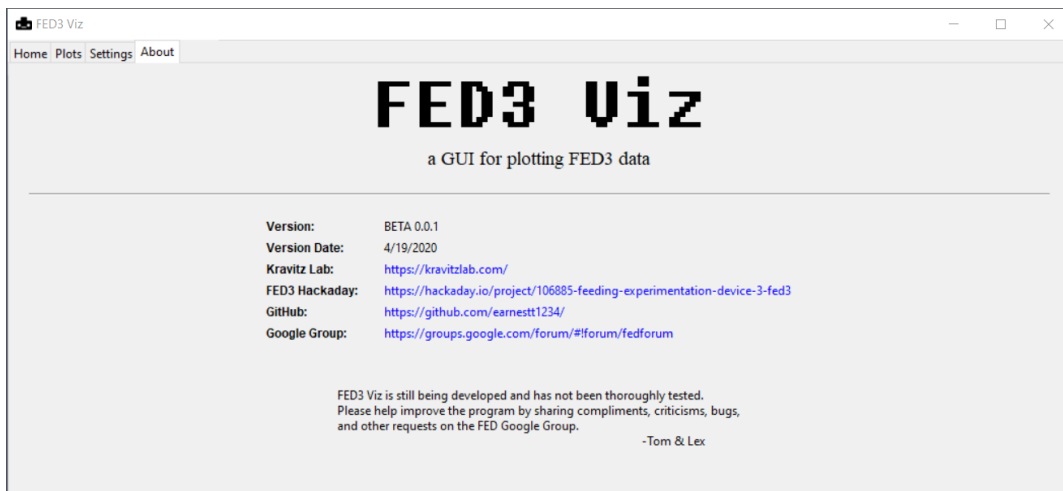 FED3 Viz
Home Plots Settings About
FED3 Viz
a GUI for plotting FED3 data
Version: BETA 0.0.1
Version Date: 4/19/2020
Kravitz Lab: https://kravitzlab.com/
FED3 Hackaday: https://hackaday.io/project/106885-feeding-experimentation-device-3-fed3
GitHub: https://github.com/earnestt1234/
Google Group: https://groups.google.com/forum/#!forum/fedforum
FED3 Viz is still being developed and has not been thoroughly tested.
Please help improve the program by sharing compliments, criticisms, bugs,
and other requests on the FED Google Group.
-Tom & Lex